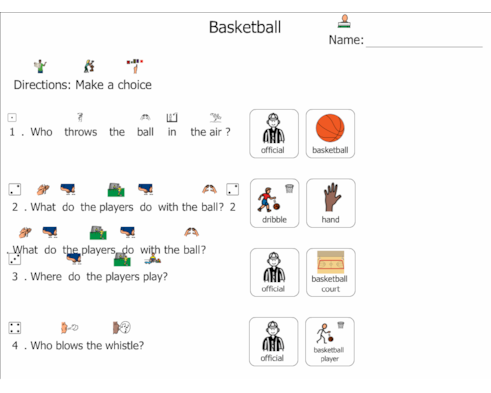 Basketball
Name:
Directions: Make a choice
1 . Who throws the ball in the air ?
official basketball
2 . What do the players do with the ball? 2
dribble hand
. What do the players do with the ball?
3 . Where do the players play?
official basketball court
4 . Who blows the whistle?
official basketball player